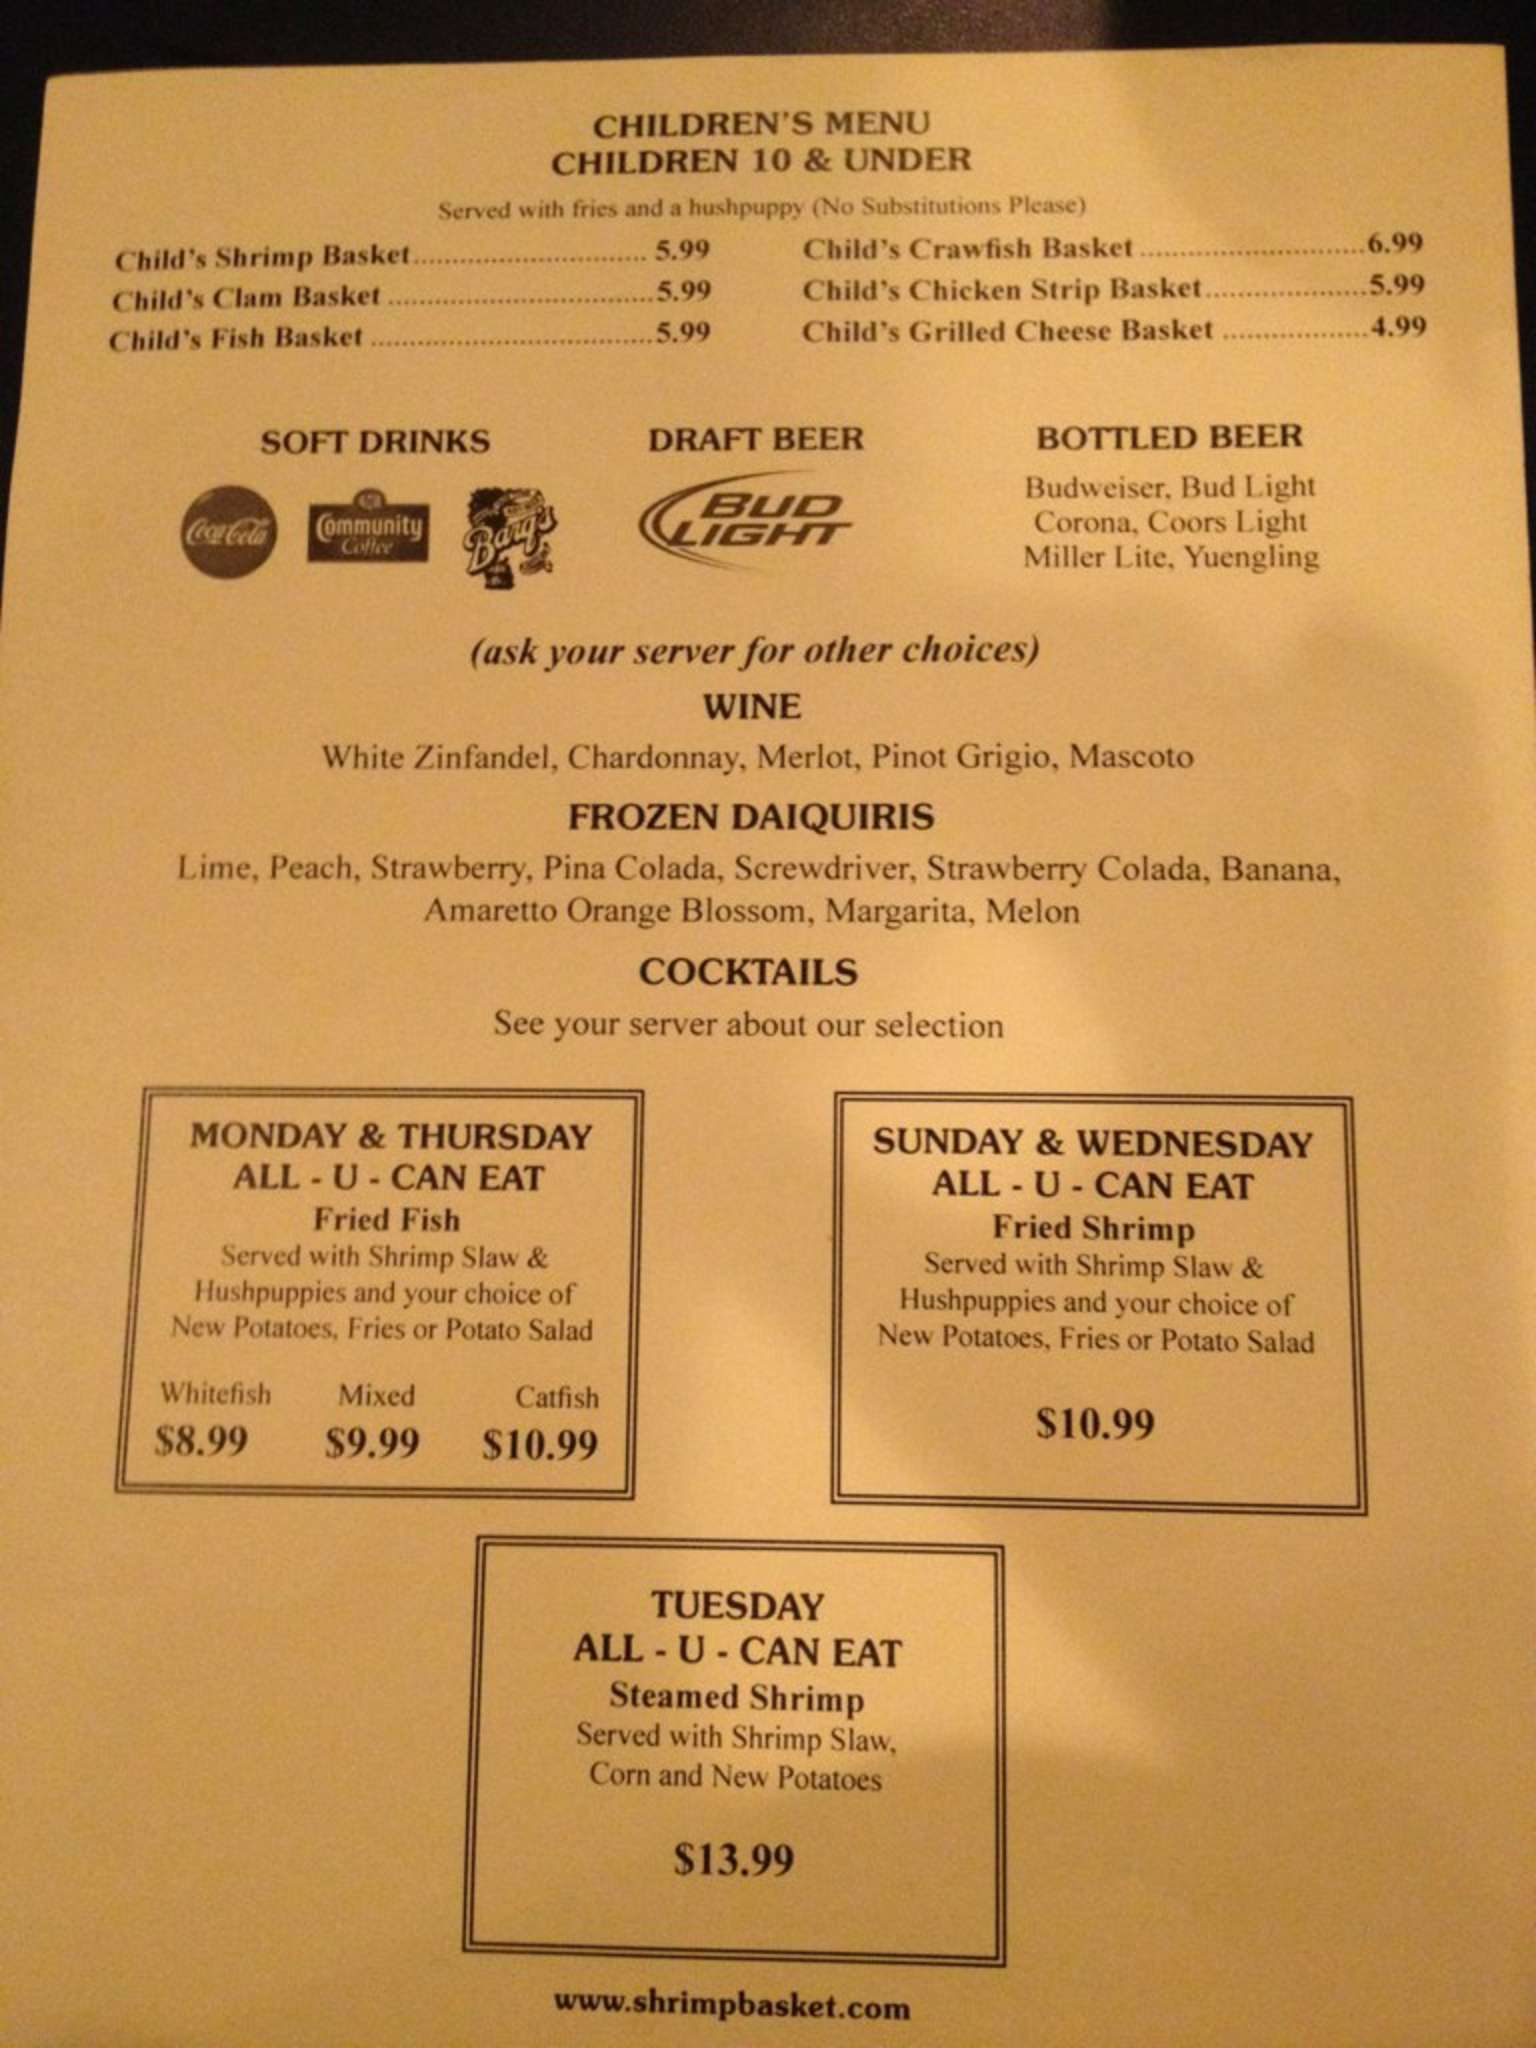 CHILDREN'S MENU
CHILDREN 10 & UNDER
Served with fries and a hushpuppy (No Substitutions Please)
Child's Shrimp Basket.............................. 5.99
Child's Clam Basket ..................................5.99
Child's Fish Basket ....................................5.99
Child's Crawfish Basket .............................6.99
Child's Chicken Strip Basket.....................5.99
Child's Grilled Cheese Basket ...................4.99
SOFT DRINKS
Coca-Cola
Community
Coffee
Barq's
DRAFT BEER
BUD
LIGHT
BOTTLED BEER
Budweiser, Bud Light
Corona, Coors Light
Miller Lite, Yuengling
(ask your server for other choices)
WINE
White Zinfandel, Chardonnay, Merlot, Pinot Grigio, Mascoto
FROZEN DAIQUIRIS
Lime, Peach, Strawberry, Pina Colada, Screwdriver, Strawberry Colada, Banana,
Amaretto Orange Blossom, Margarita, Melon
COCKTAILS
See your server about our selection
MONDAY & THURSDAY
ALL - U - CAN EAT
Fried Fish
Served with Shrimp Slaw &
Hushpuppies and your choice of
New Potatoes, Fries or Potato Salad
Whitefish Mixed Catfish
$8.99 $9.99 $10.99
SUNDAY & WEDNESDAY
ALL - U - CAN EAT
Fried Shrimp
Served with Shrimp Slaw &
Hushpuppies and your choice of
New Potatoes, Fries or Potato Salad
$10.99
TUESDAY
ALL - U - CAN EAT
Steamed Shrimp
Served with Shrimp Slaw,
Corn and New Potatoes
$13.99
www.shrimpbasket.com